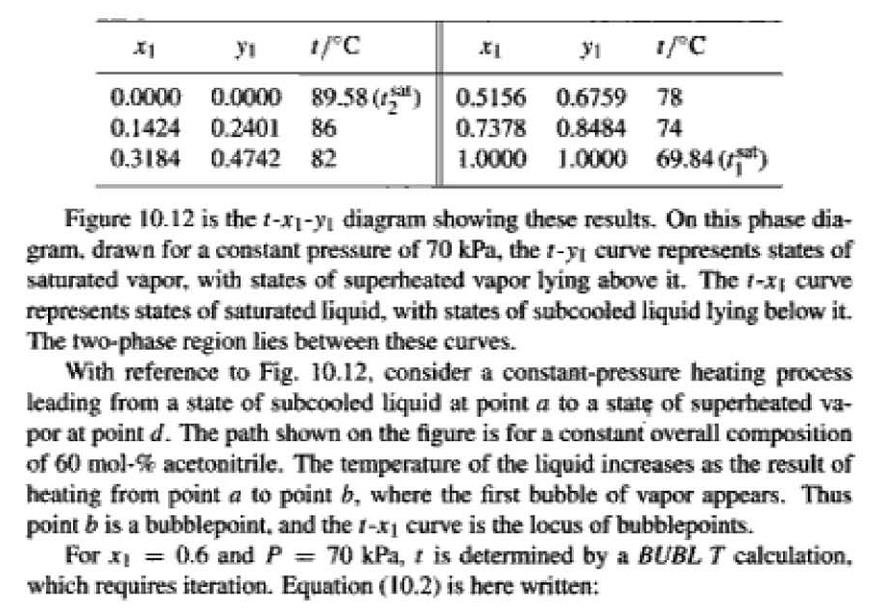 x₁ y₁ t/°C x₁ y₁ t/°C
0.0000 0.0000 89.58 (t₂ˢᵃᵗ) 0.5156 0.6759 78
0.1424 0.2401 86 0.7378 0.8484 74
0.3184 0.4742 82 1.0000 1.0000 69.84 (t₁ˢᵃᵗ)
Figure 10.12 is the t-x₁-y₁ diagram showing these results. On this phase dia-
gram, drawn for a constant pressure of 70 kPa, the t-y₁ curve represents states of
saturated vapor, with states of superheated vapor lying above it. The t-x₁ curve
represents states of saturated liquid, with states of subcooled liquid lying below it.
The two-phase region lies between these curves.
With reference to Fig. 10.12, consider a constant-pressure heating process
leading from a state of subcooled liquid at point a to a state of superheated va-
por at point d. The path shown on the figure is for a constant overall composition
of 60 mol-% acetonitrile. The temperature of the liquid increases as the result of
heating from point a to point b, where the first bubble of vapor appears. Thus
point b is a bubblepoint, and the t-x₁ curve is the locus of bubblepoints.
For x₁ = 0.6 and P = 70 kPa, t is determined by a BUBL T calculation,
which requires iteration. Equation (10.2) is here written: